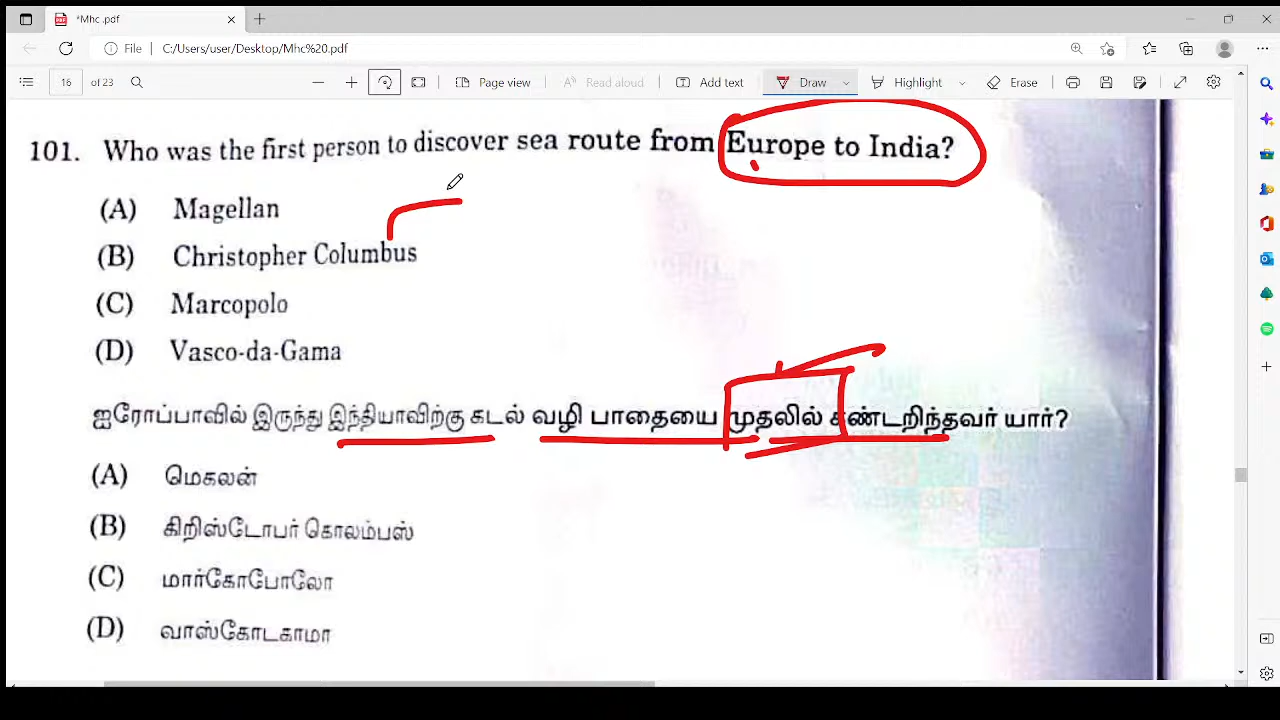 *Mhc .pdf
File
C:/Users/user/Desktop/Mhc%20.pdf
16 of 23
Page view
Read aloud
Add text
Draw
Highlight
Erase
101. Who was the first person to discover sea route from Europe to India?
(A) Magellan
(B) Christopher Columbus
(C) Marcopolo
(D) Vasco-da-Gama
ஐரோப்பாவில் இருந்து இந்தியாவிற்கு கடல் வழி பாதையை முதலில் கண்டறிந்தவர் யார்?
(A) மெகலன்
(B) கிறிஸ்டோபர் கொலம்பஸ்
(C) மார்கோபோலோ
(D) வாஸ்கோடகாமா